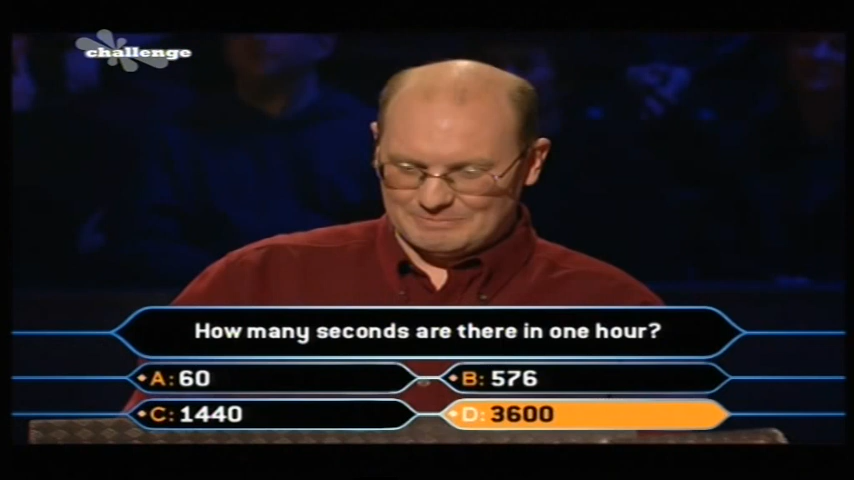 challenge
How many seconds are there in one hour?
A: 60
B: 576
C: 1440
D: 3600